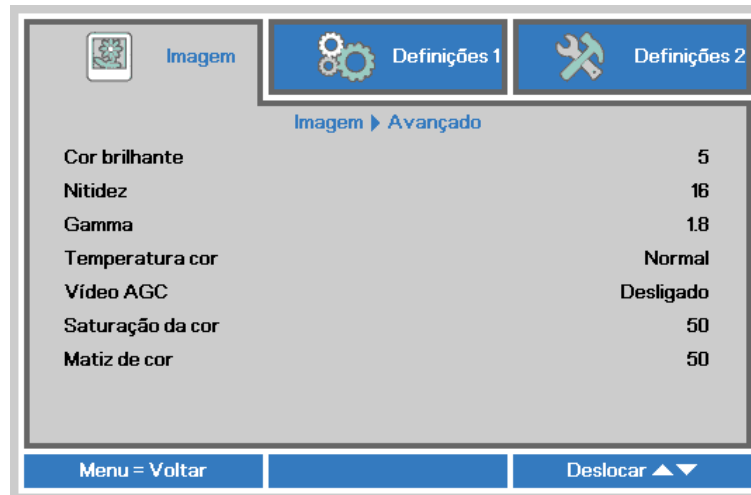 Imagem
Definições 1
Definições 2
Imagem ▶ Avançado
Cor brilhante 5
Nitidez 16
Gamma 1.8
Temperatura cor Normal
Vídeo AGC Desligado
Saturação da cor 50
Matiz de cor 50
Menu = Voltar
Deslocar ▲▼